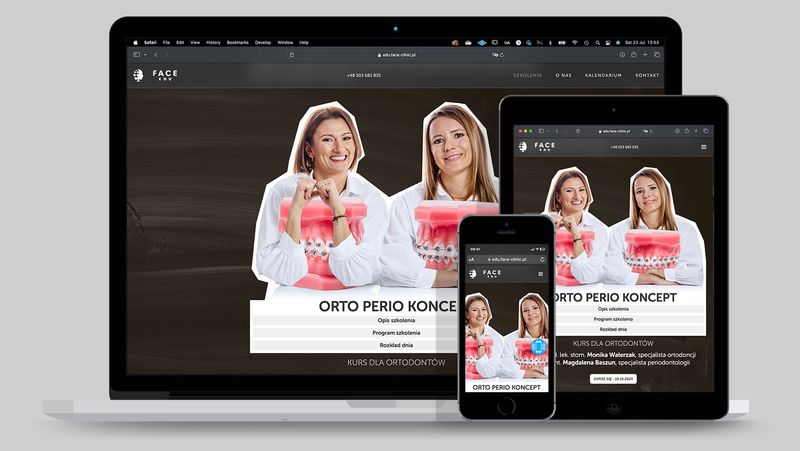 Safari File Edit View History Bookmarks Develop Window Help
UA
Sat 23 Jul 13:53
edu.face-clinic.pl
FACE
EDU
+48 503 683 835
SZKOLENIA O NAS KALENDARIUM KONTAKT
ORTO PERIO KONCE
Opis szkolenia
Program szkolenia
Rozkład dnia
KURS DLA ORTODONTÓW
edu.face-clinic.pl
FACE
EDU
+48 503 683 835
ORTO PERIO KONCEPT
Opis szkolenia
Program szkolenia
Rozkład dnia
KURS DLA ORTODONTÓW
d. lek. stom. Monika Walerzak, specjalista ortodoncji
nt. Magdalena Baszun, specjalista periodontologii
ZAPISZ SIĘ - 19.10.2024
09:41
AA edu.face-clinic.pl
FACE
EDU
ORTO PERIO KONCEPT